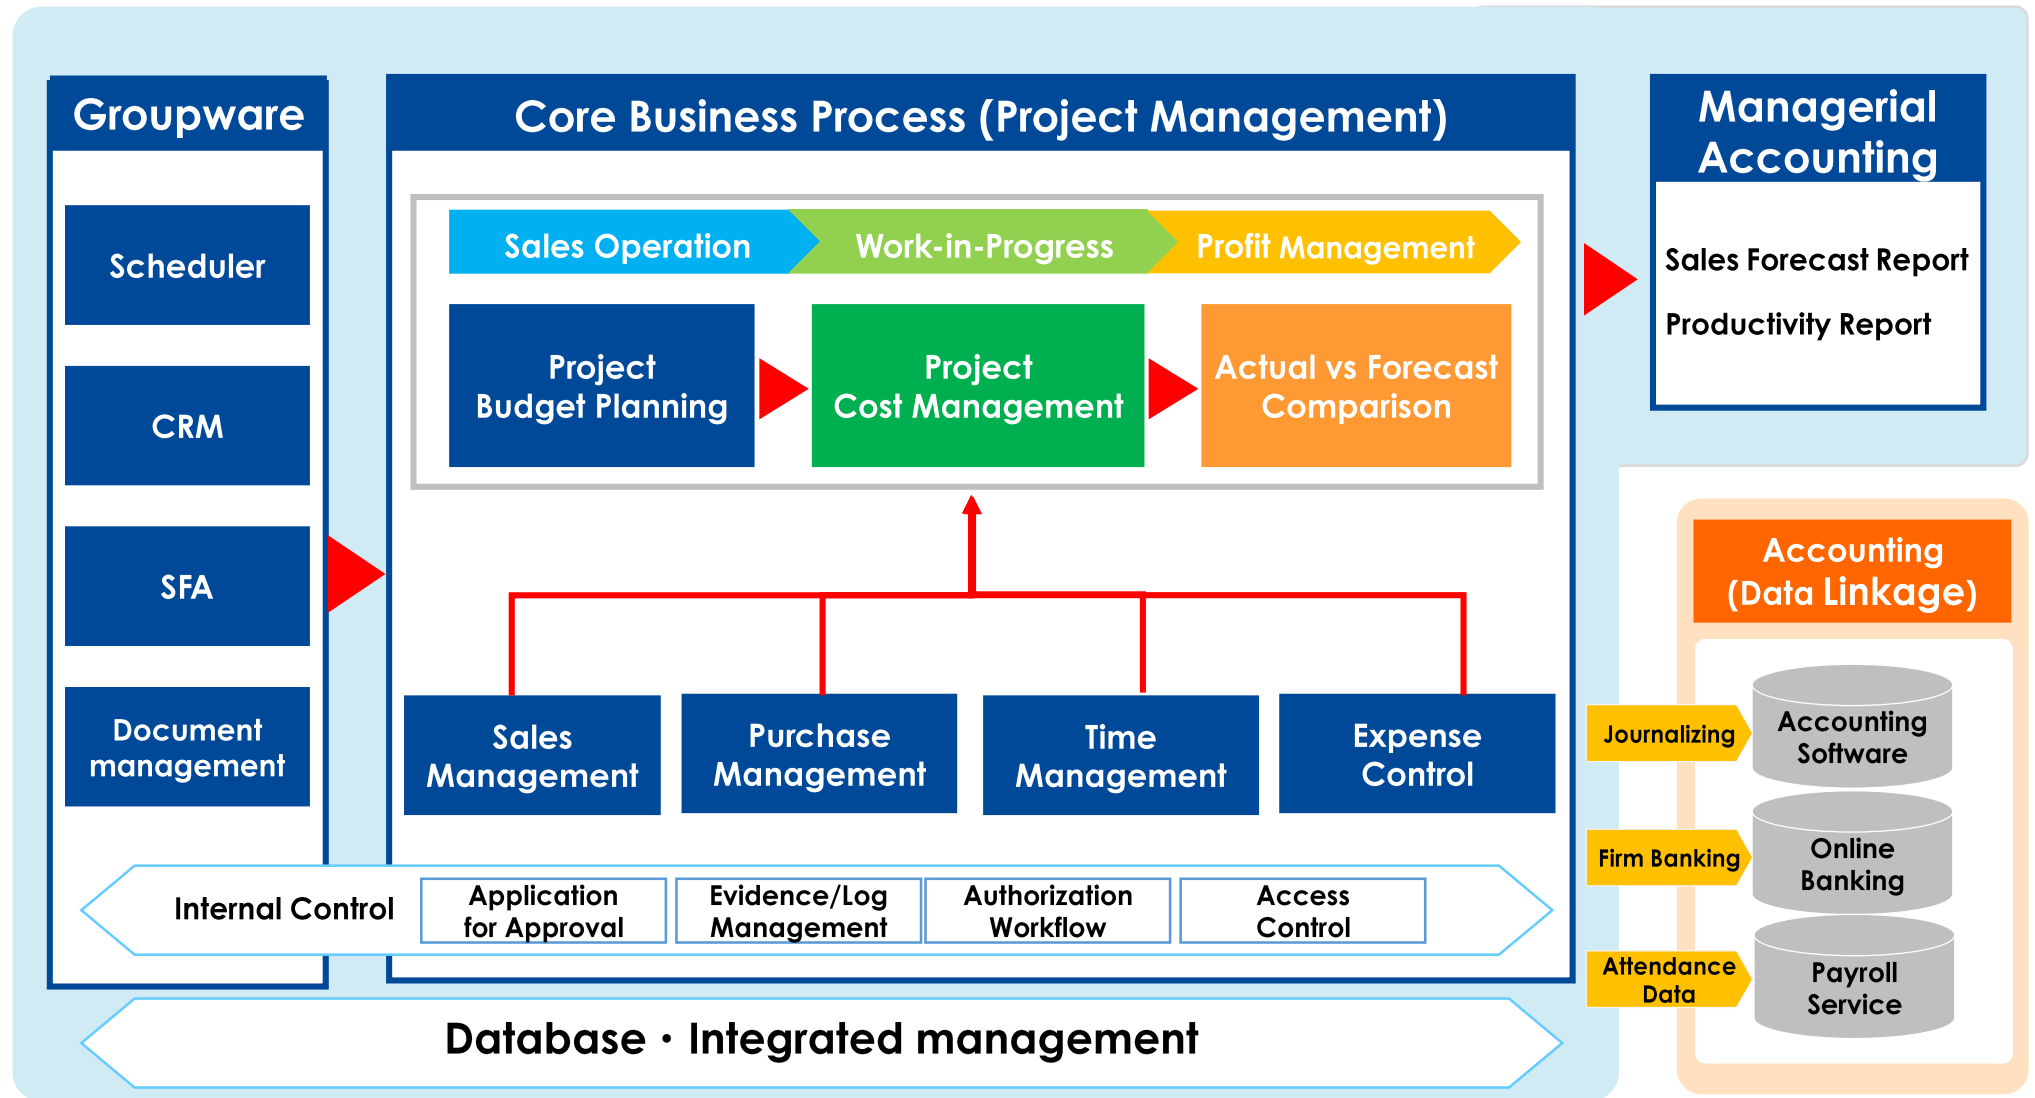 Groupware
Scheduler
CRM
SFA
Document
management
Core Business Process (Project Management)
Sales Operation
Work-in-Progress
Profit Management
Project
Budget Planning
Project
Cost Management
Actual vs Forecast
Comparison
Sales
Management
Purchase
Management
Time
Management
Expense
Control
Internal Control
Application
for Approval
Evidence/Log
Management
Authorization
Workflow
Access
Control
Database・Integrated management
Managerial
Accounting
Sales Forecast Report
Productivity Report
Accounting
(Data Linkage)
Journalizing
Accounting
Software
Firm Banking
Online
Banking
Attendance
Data
Payroll
Service